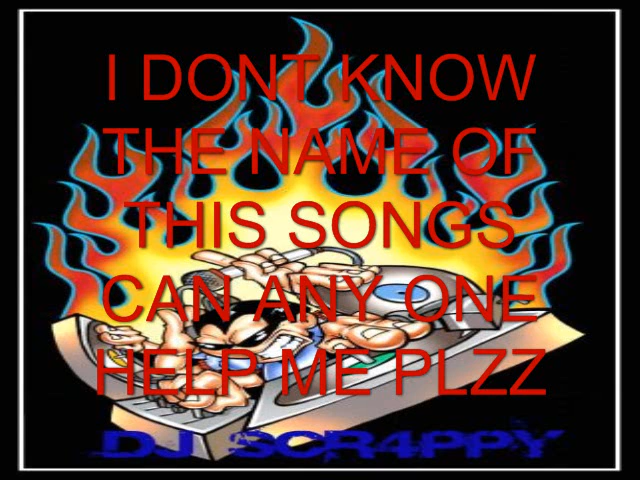 I DONT KNOW
THE NAME OF
THIS SONGS
CAN ANY ONE
HELP ME PLZZ
DJ SCR4PPY